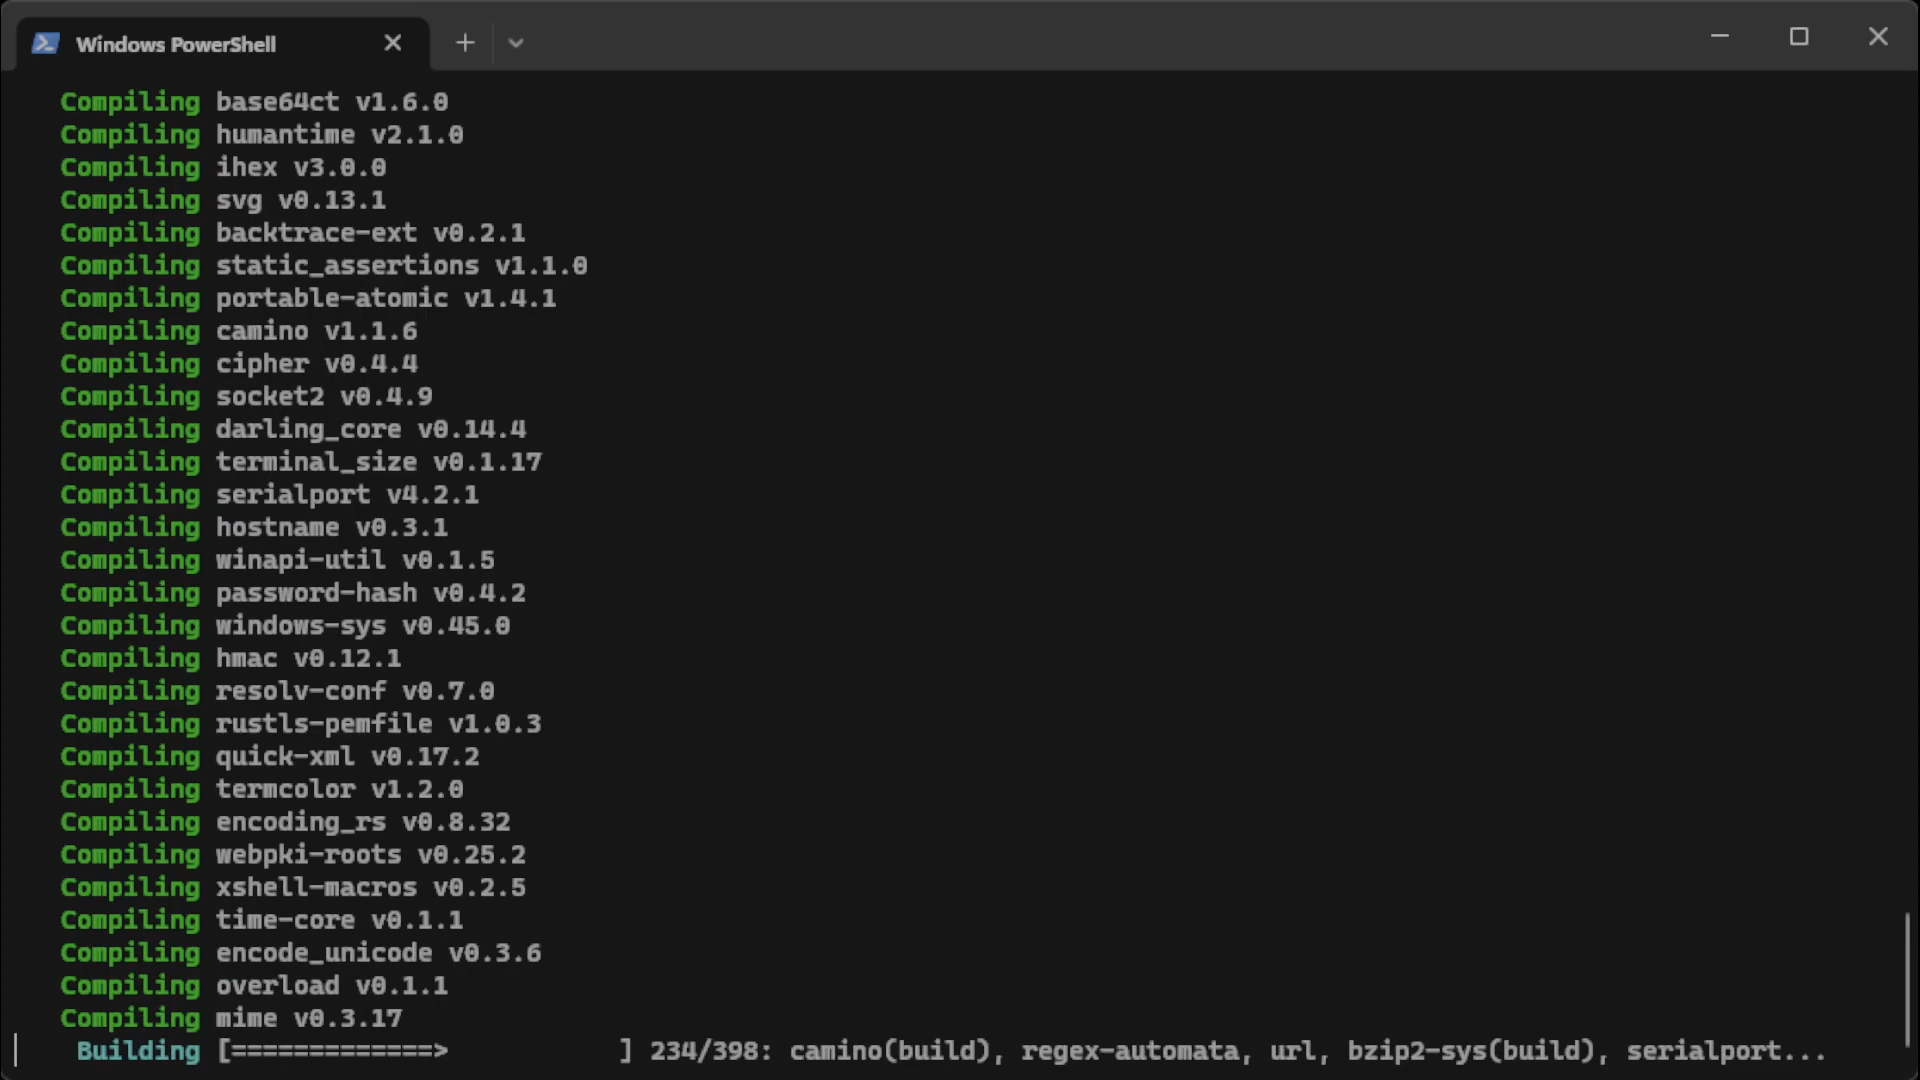 Windows PowerShell
Compiling base64ct v1.6.0
Compiling humantime v2.1.0
Compiling ihex v3.0.0
Compiling svg v0.13.1
Compiling backtrace-ext v0.2.1
Compiling static_assertions v1.1.0
Compiling portable-atomic v1.4.1
Compiling camino v1.1.6
Compiling cipher v0.4.4
Compiling socket2 v0.4.9
Compiling darling_core v0.14.4
Compiling terminal_size v0.1.17
Compiling serialport v4.2.1
Compiling hostname v0.3.1
Compiling winapi-util v0.1.5
Compiling password-hash v0.4.2
Compiling windows-sys v0.45.0
Compiling hmac v0.12.1
Compiling resolv-conf v0.7.0
Compiling rustls-pemfile v1.0.3
Compiling quick-xml v0.17.2
Compiling termcolor v1.2.0
Compiling encoding_rs v0.8.32
Compiling webpki-roots v0.25.2
Compiling xshell-macros v0.2.5
Compiling time-core v0.1.1
Compiling encode_unicode v0.3.6
Compiling overload v0.1.1
Compiling mime v0.3.17
Building [=============>           ] 234/398: camino(build), regex-automata, url, bzip2-sys(build), serialport...